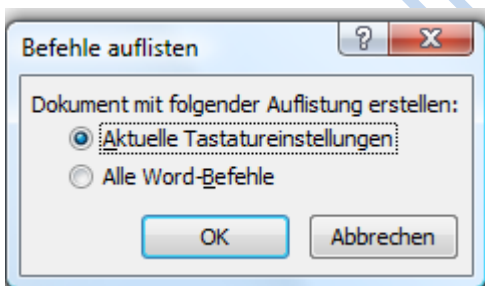 Befehle auflisten
Dokument mit folgender Auflistung erstellen:
Aktuelle Tastatureinstellungen
Alle Word-Befehle
OK Abbrechen